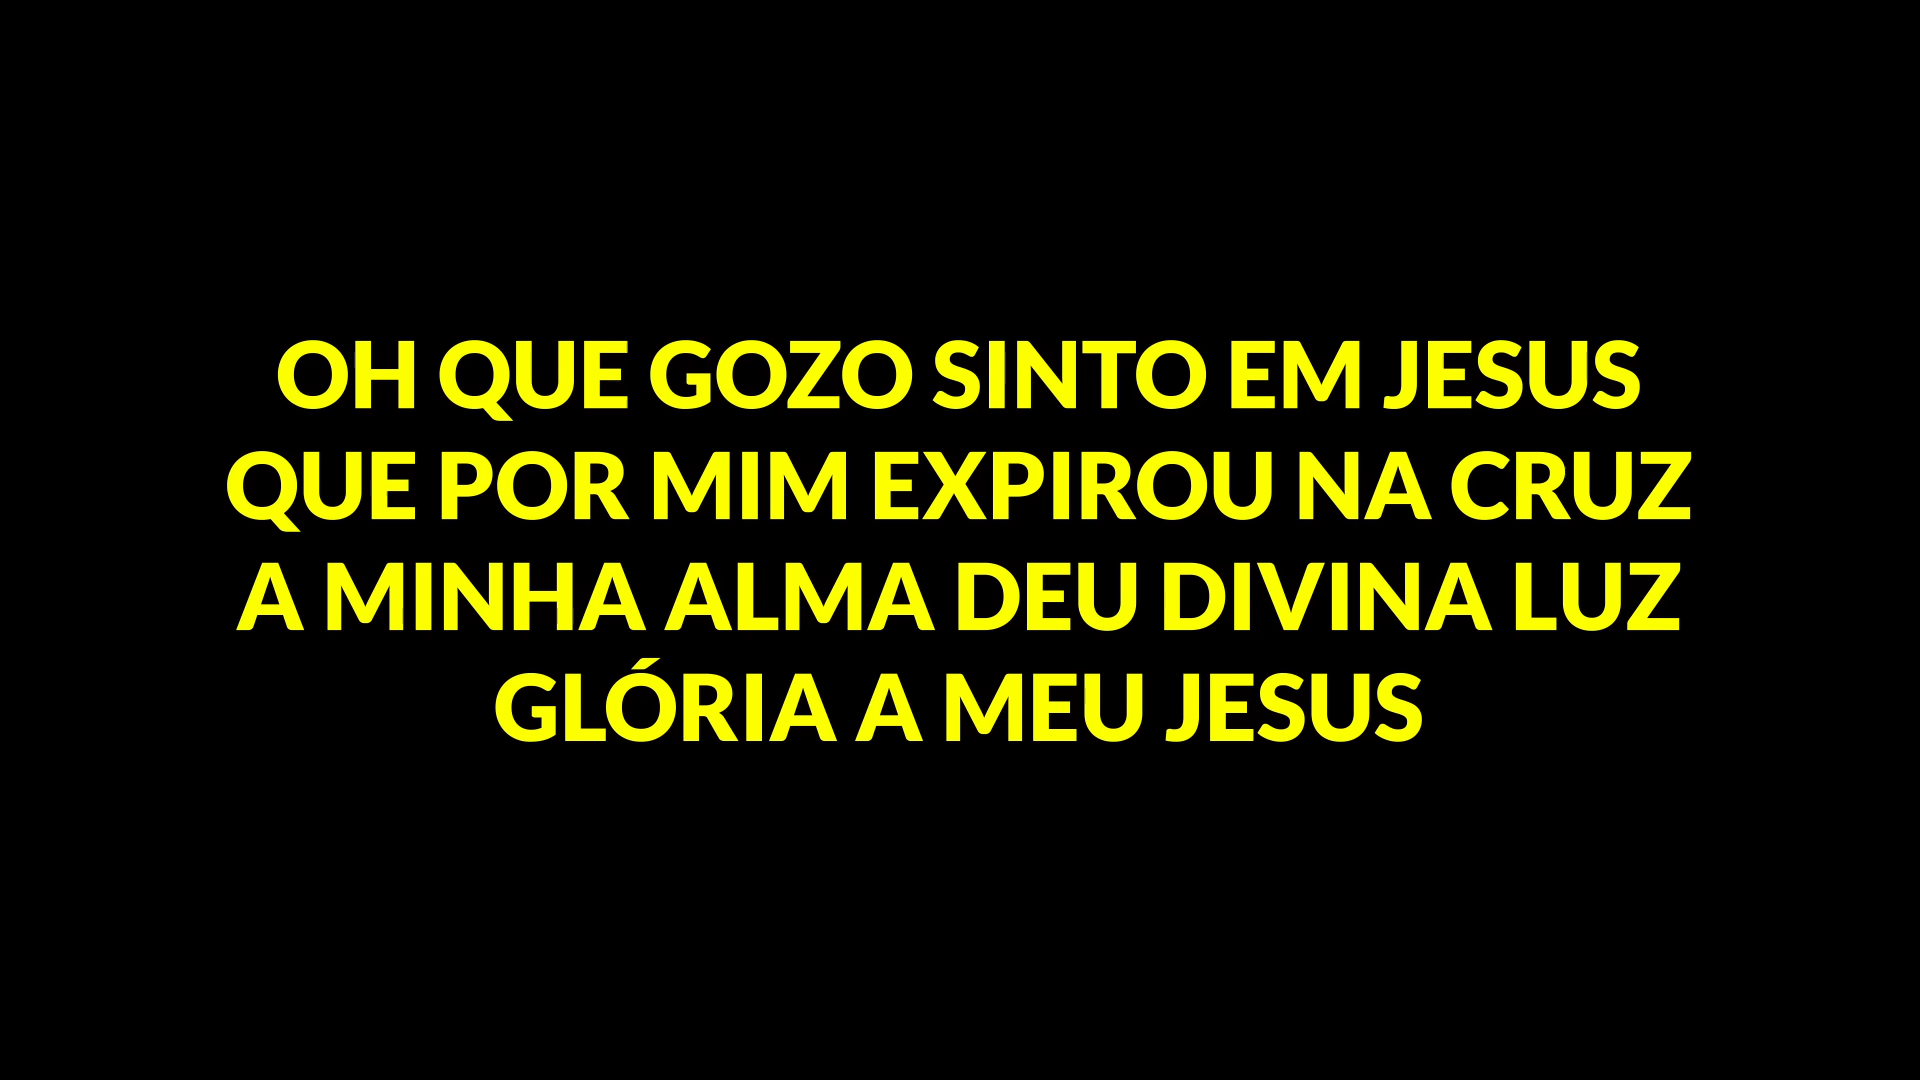 OH QUE GOZO SINTO EM JESUS
QUE POR MIM EXPIROU NA CRUZ
A MINHA ALMA DEU DIVINA LUZ
GLÓRIA A MEU JESUS